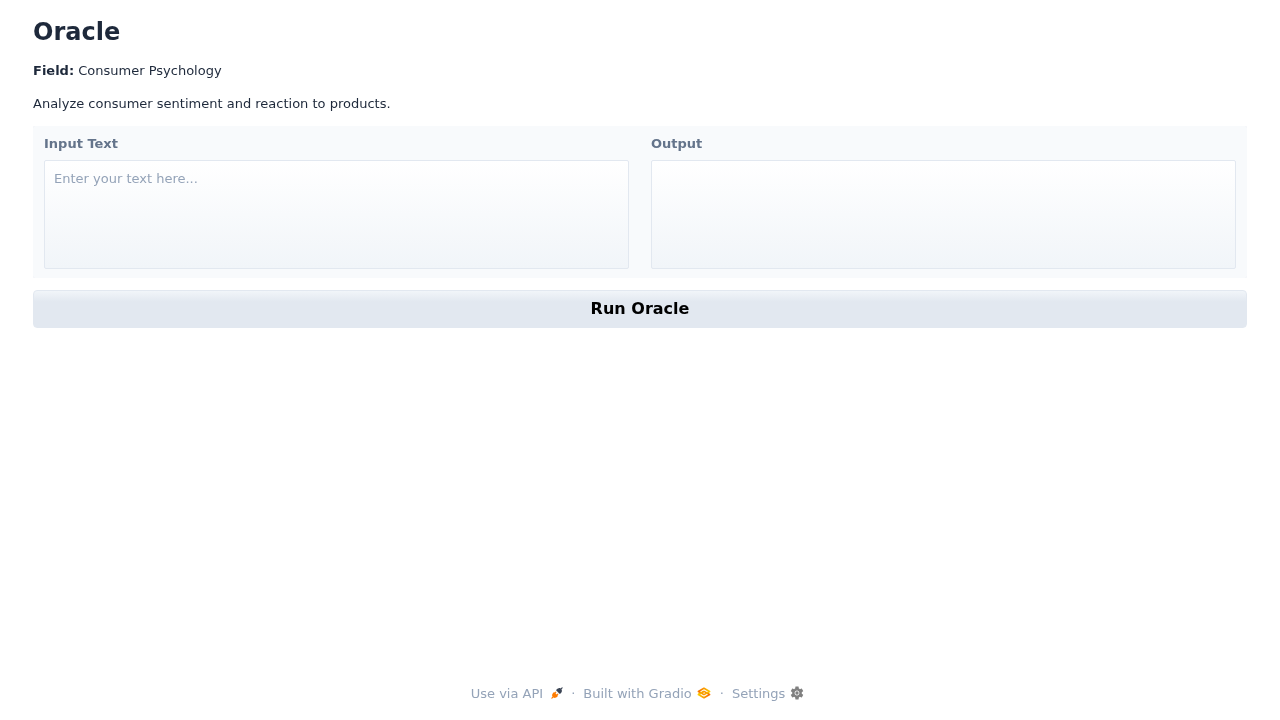 Oracle
Field: Consumer Psychology
Analyze consumer sentiment and reaction to products.
Input Text
Enter your text here...
Output
Run Oracle
Use via API · Built with Gradio · Settings